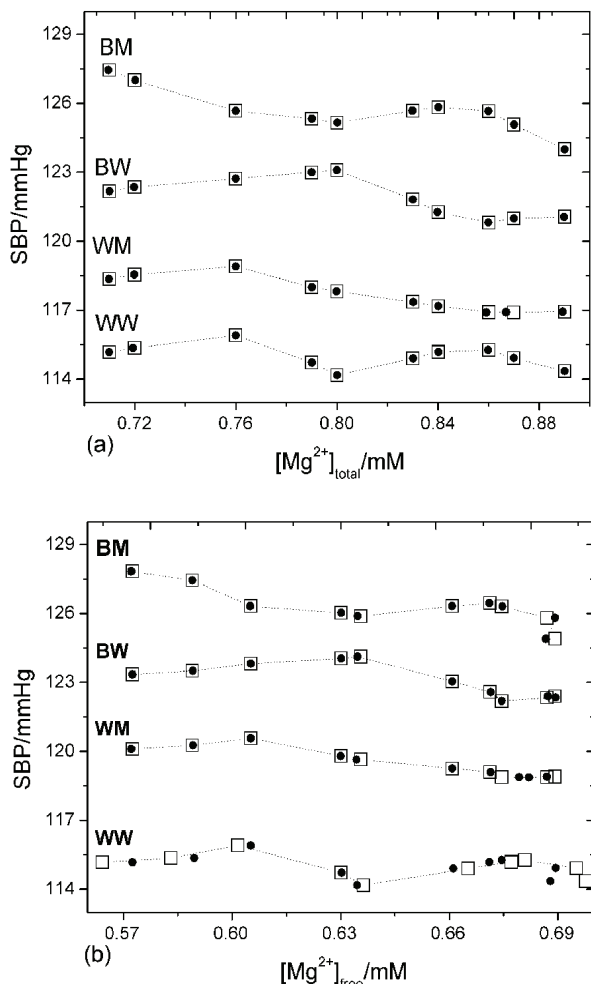 129
BM
126
BW
123
120
WM
117
WW
114
SBP/mmHg
0.72 0.76 0.80 0.84 0.88
(a)
[Mg2+]total/mM
129
BM
126
BW
123
WM
120
117
WW
114
SBP/mmHg
0.57 0.60 0.63 0.66 0.69
(b)
[Mg2+]free/mM